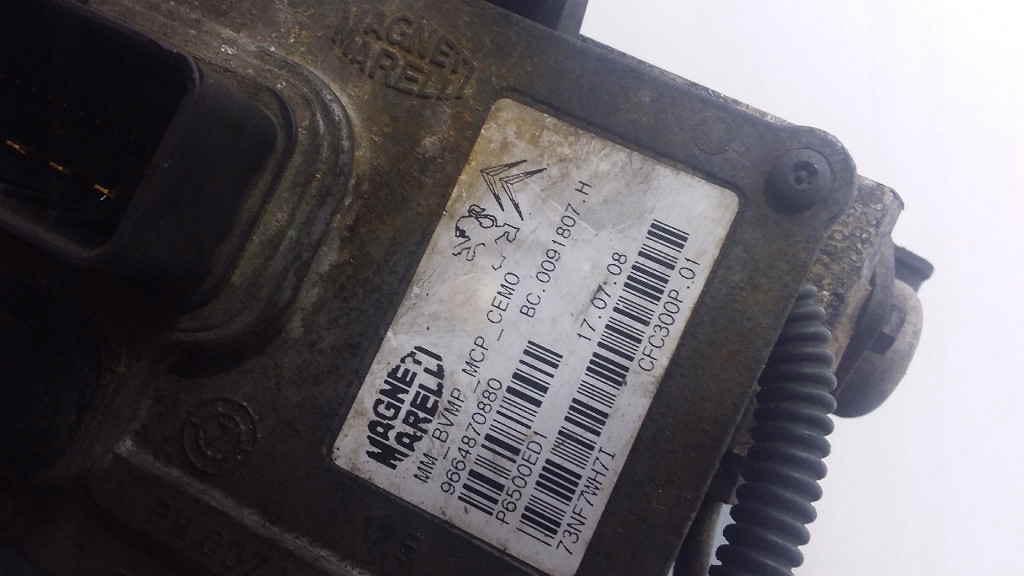 MAGNETI
MARELLI
MAGNETI
MARELLI
MM_BVMP_MCP_CEMO
9664870880 BC.0091807.H
P6500ED1 17.07.08
73NF7WH7I CFC300P.01